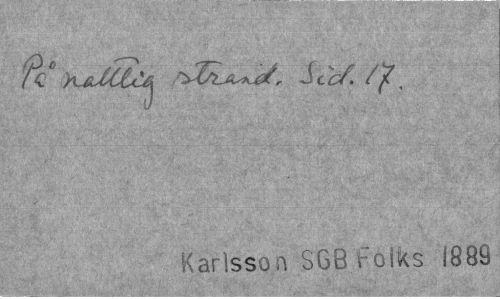 På nattlig strand. Sid. 17.
Karlsson SGB Folks 1889